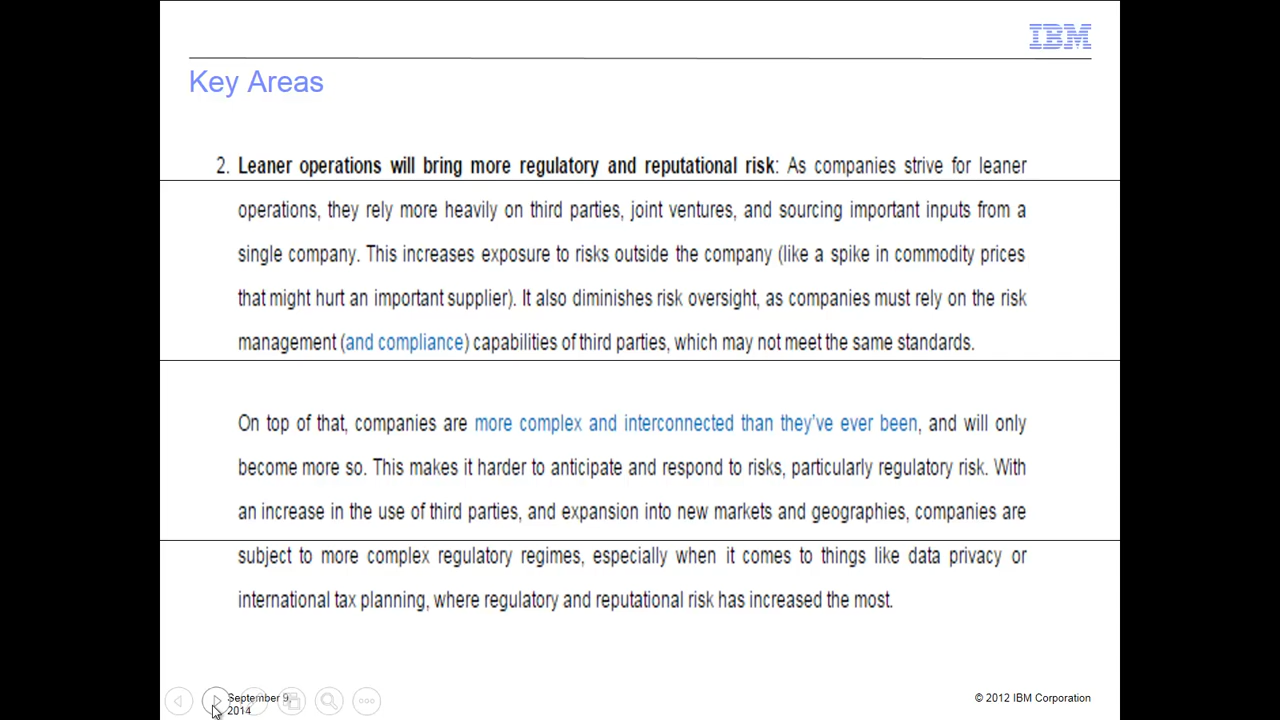 IBM
Key Areas
2. Leaner operations will bring more regulatory and reputational risk: As companies strive for leaner
operations, they rely more heavily on third parties, joint ventures, and sourcing important inputs from a
single company. This increases exposure to risks outside the company (like a spike in commodity prices
that might hurt an important supplier). It also diminishes risk oversight, as companies must rely on the risk
management (and compliance) capabilities of third parties, which may not meet the same standards.
On top of that, companies are more complex and interconnected than they've ever been, and will only
become more so. This makes it harder to anticipate and respond to risks, particularly regulatory risk. With
an increase in the use of third parties, and expansion into new markets and geographies, companies are
subject to more complex regulatory regimes, especially when it comes to things like data privacy or
international tax planning, where regulatory and reputational risk has increased the most.
September 9,
2014
© 2012 IBM Corporation